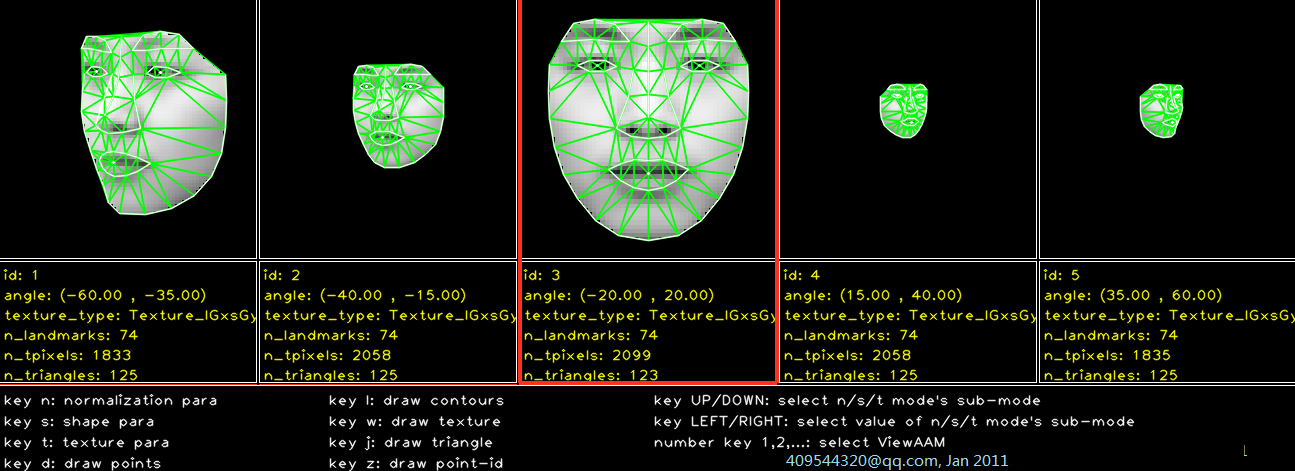 id: 1
angle: (-60.00 , -35.00)
texture_type: Texture_IGxsGy
n_landmarks: 74
n_tpixels: 1833
n_triangles: 125
id: 2
angle: (-40.00 , -15.00)
texture_type: Texture_IGxsGy
n_landmarks: 74
n_tpixels: 2058
n_triangles: 125
id: 3
angle: (-20.00 , 20.00)
texture_type: Texture_IGxsGy
n_landmarks: 74
n_tpixels: 2099
n_triangles: 123
id: 4
angle: (15.00 , 40.00)
texture_type: Texture_IGxsGy
n_landmarks: 74
n_tpixels: 2058
n_triangles: 125
id: 5
angle: (35.00 , 60.00)
texture_type: Texture_IGxsGy
n_landmarks: 74
n_tpixels: 1835
n_triangles: 125
key n: normalization para
key s: shape para
key t: texture para
key d: draw points
key l: draw contours
key w: draw texture
key j: draw triangle
key z: draw point-id
key UP/DOWN: select n/s/t mode's sub-mode
key LEFT/RIGHT: select value of n/s/t mode's sub-mode
number key 1,2,...: select ViewAAM
409544320@qq.com, Jan 2011